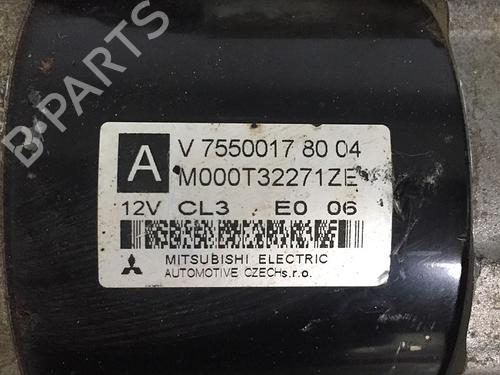 B-PARTS
A
V 7550017 80 04
M000T32271ZE
12V CL3 E0 06
MITSUBISHI ELECTRIC
AUTOMOTIVE CZECH s.r.o.